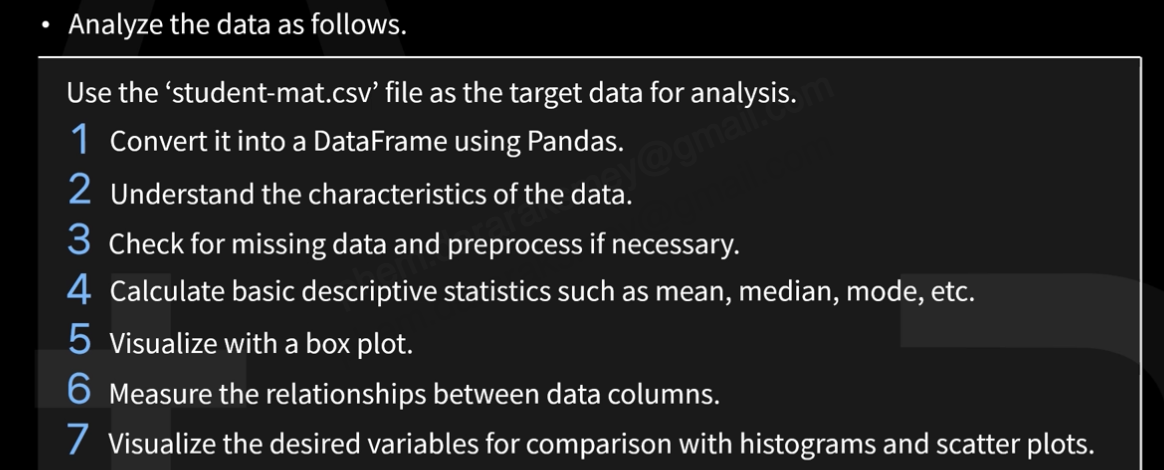 • Analyze the data as follows.
Use the ‘student-mat.csv’ file as the target data for analysis.
1 Convert it into a DataFrame using Pandas.
2 Understand the characteristics of the data.
3 Check for missing data and preprocess if necessary.
4 Calculate basic descriptive statistics such as mean, median, mode, etc.
5 Visualize with a box plot.
6 Measure the relationships between data columns.
7 Visualize the desired variables for comparison with histograms and scatter plots.